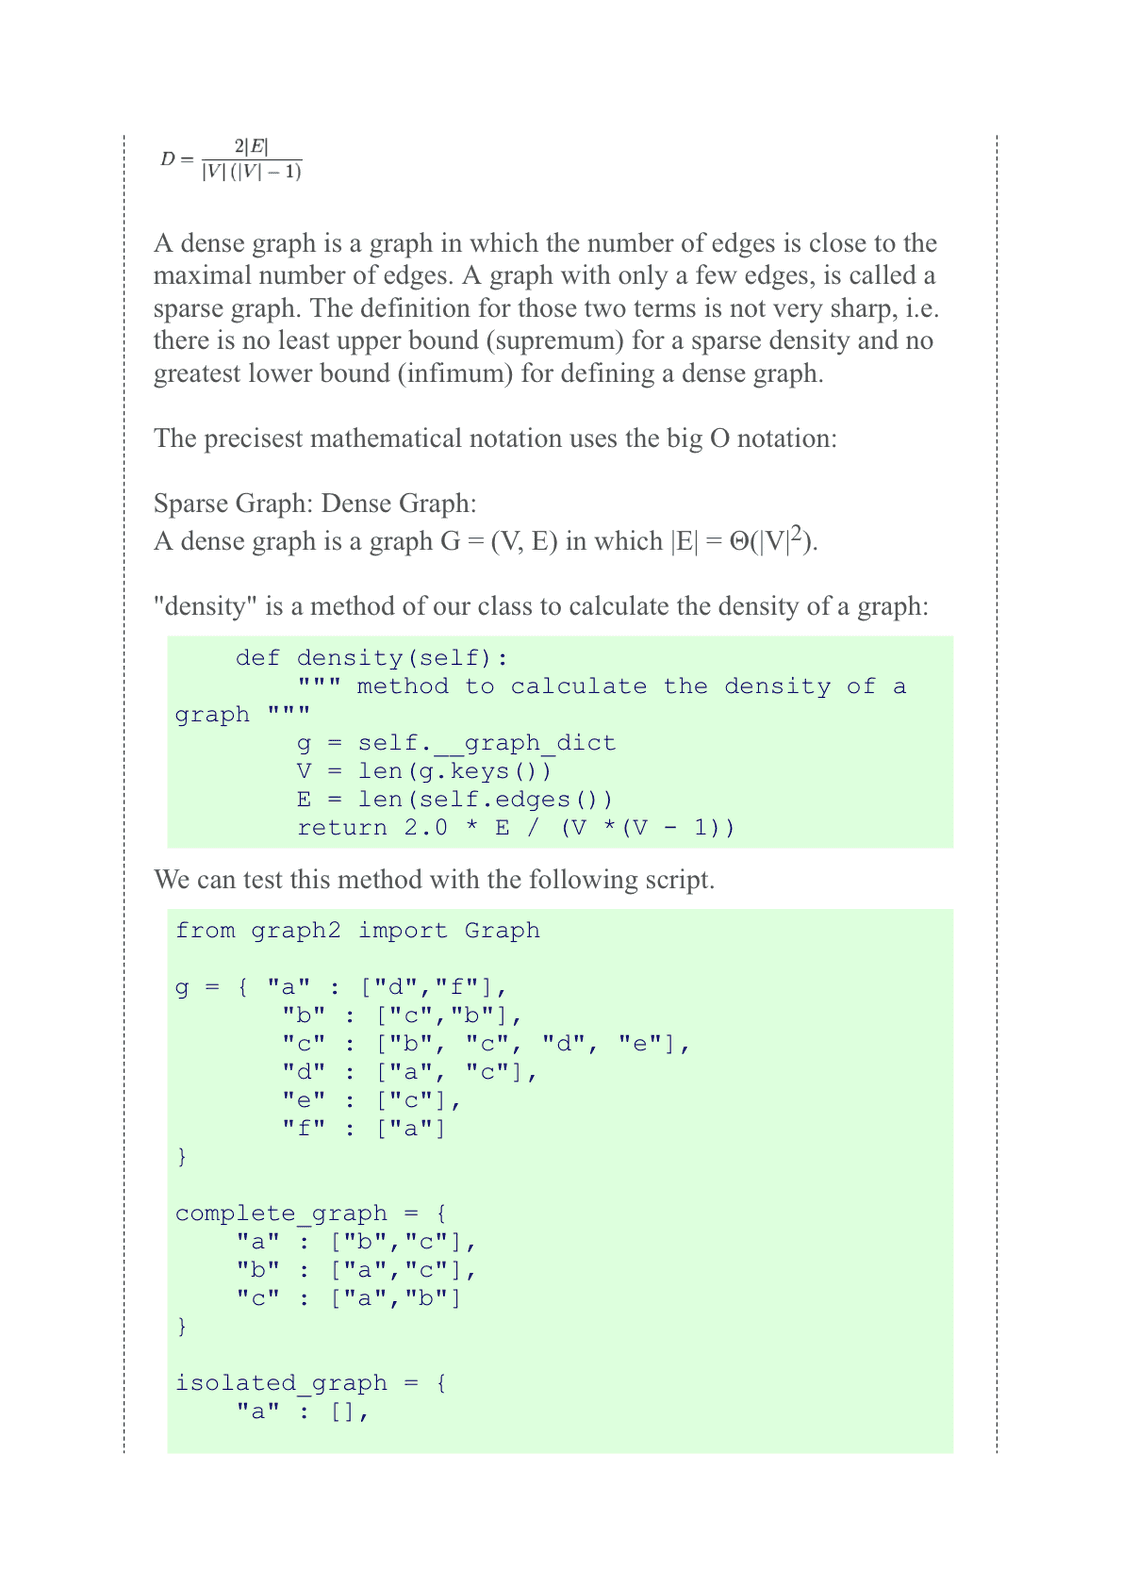 D = 2|E| / |V| (|V| − 1)
A dense graph is a graph in which the number of edges is close to the
maximal number of edges. A graph with only a few edges, is called a
sparse graph. The definition for those two terms is not very sharp, i.e.
there is no least upper bound (supremum) for a sparse density and no
greatest lower bound (infimum) for defining a dense graph.
The precisest mathematical notation uses the big O notation:
Sparse Graph: Dense Graph:
A dense graph is a graph G = (V, E) in which |E| = Θ(|V|²).
"density" is a method of our class to calculate the density of a graph:
    def density(self):
        """ method to calculate the density of a
graph """
        g = self.__graph_dict
        V = len(g.keys())
        E = len(self.edges())
        return 2.0 * E / (V *(V - 1))
We can test this method with the following script.
from graph2 import Graph
g = { "a" : ["d","f"],
       "b" : ["c","b"],
       "c" : ["b", "c", "d", "e"],
       "d" : ["a", "c"],
       "e" : ["c"],
       "f" : ["a"]
}
complete_graph = {
    "a" : ["b","c"],
    "b" : ["a","c"],
    "c" : ["a","b"]
}
isolated_graph = {
    "a" : [],